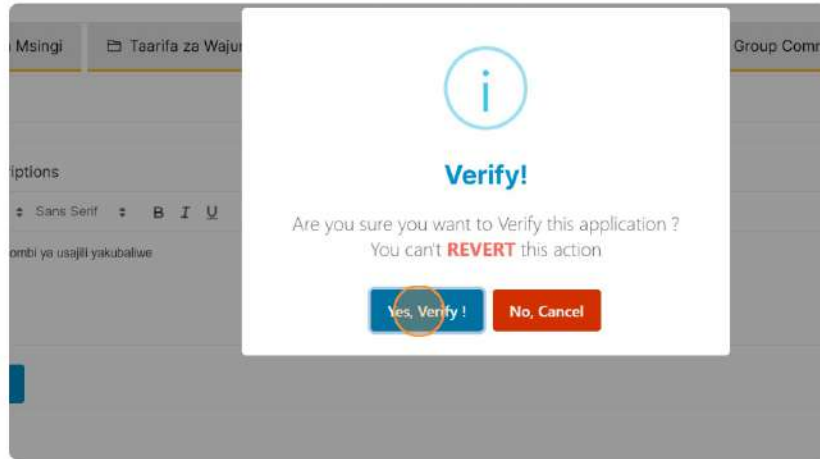 Msingi
Taarifa za Waju
Group Com
iptions
Sans Serif B I U
ombi ya usajili yakubaliwe
i
Verify!
Are you sure you want to Verify this application ?
You can't REVERT this action
Yes, Verify !
No, Cancel